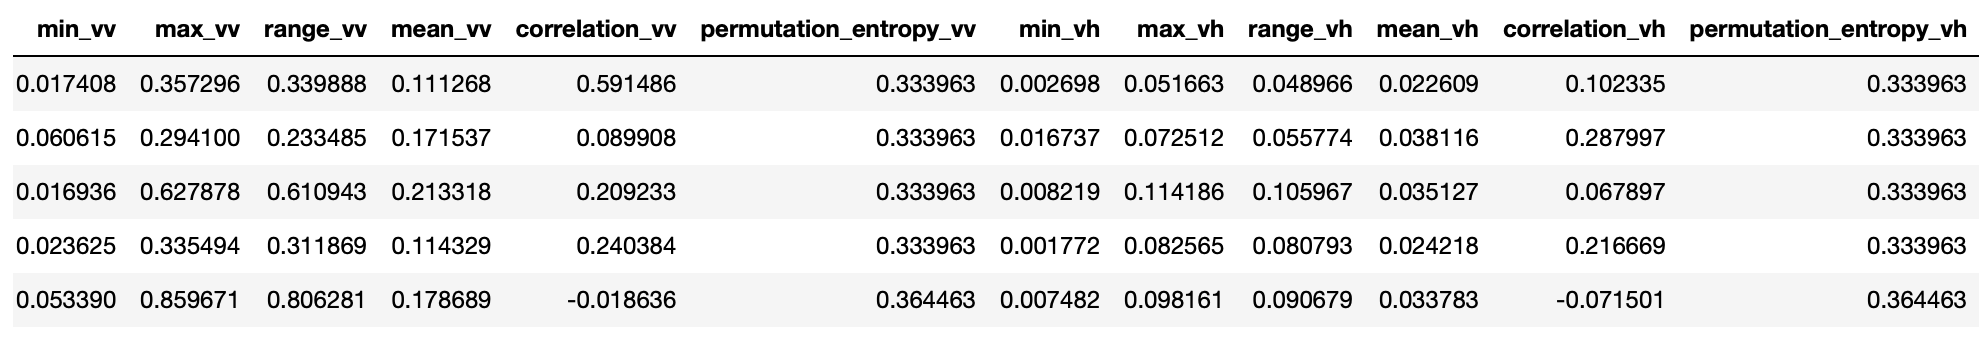 min_vv max_vv range_vv mean_vv correlation_vv permutation_entropy_vv min_vh max_vh range_vh mean_vh correlation_vh permutation_entropy_vh
0.017408 0.357296 0.339888 0.111268 0.591486 0.333963 0.002698 0.051663 0.048966 0.022609 0.102335 0.333963
0.060615 0.294100 0.233485 0.171537 0.089908 0.333963 0.016737 0.072512 0.055774 0.038116 0.287997 0.333963
0.016936 0.627878 0.610943 0.213318 0.209233 0.333963 0.008219 0.114186 0.105967 0.035127 0.067897 0.333963
0.023625 0.335494 0.311869 0.114329 0.240384 0.333963 0.001772 0.082565 0.080793 0.024218 0.216669 0.333963
0.053390 0.859671 0.806281 0.178689 -0.018636 0.364463 0.007482 0.098161 0.090679 0.033783 -0.071501 0.364463